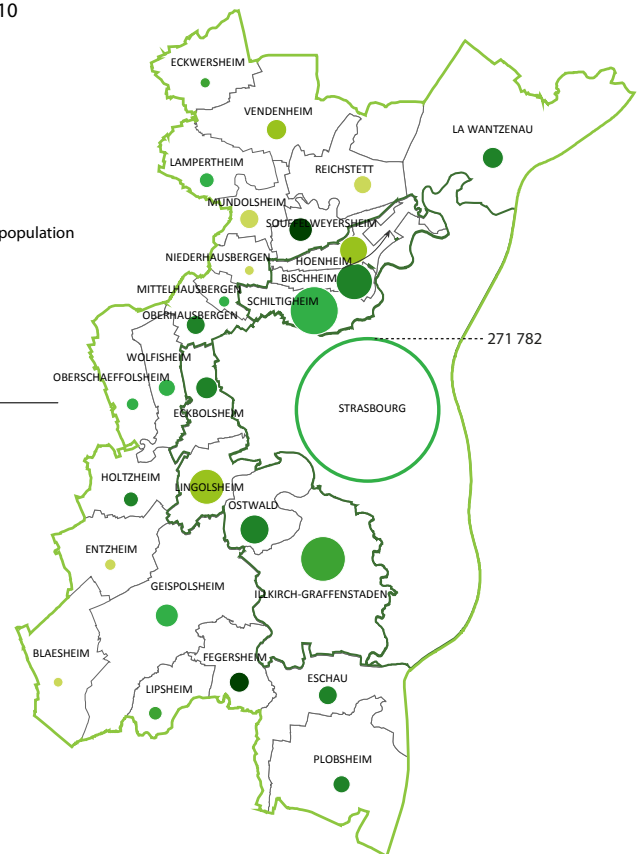 10
ECKWERSHEIM
VENDENHEIM
LA WANTZENAU
LAMPERTHEIM
REICHSTETT
MUNDOLSHEIM
SOUFFELWEYERSHEIM
population
NIEDERHAUSBERGEN
HOENHEIM
BISCHHEIM
MITTELHAUSBERGEN
SCHILTIGHEIM
OBERHAUSBERGEN
271 782
WOLFISHEIM
OBERSCHAEFFOLSHEIM
STRASBOURG
ECKBOLSHEIM
HOLTZHEIM
LINGOLSHEIM
OSTWALD
ENTZHEIM
GEISPOLSHEIM
ILLKIRCH-GRAFFENSTADEN
BLAESHEIM
FEGERSHEIM
ESCHAU
LIPSHEIM
PLOBSHEIM